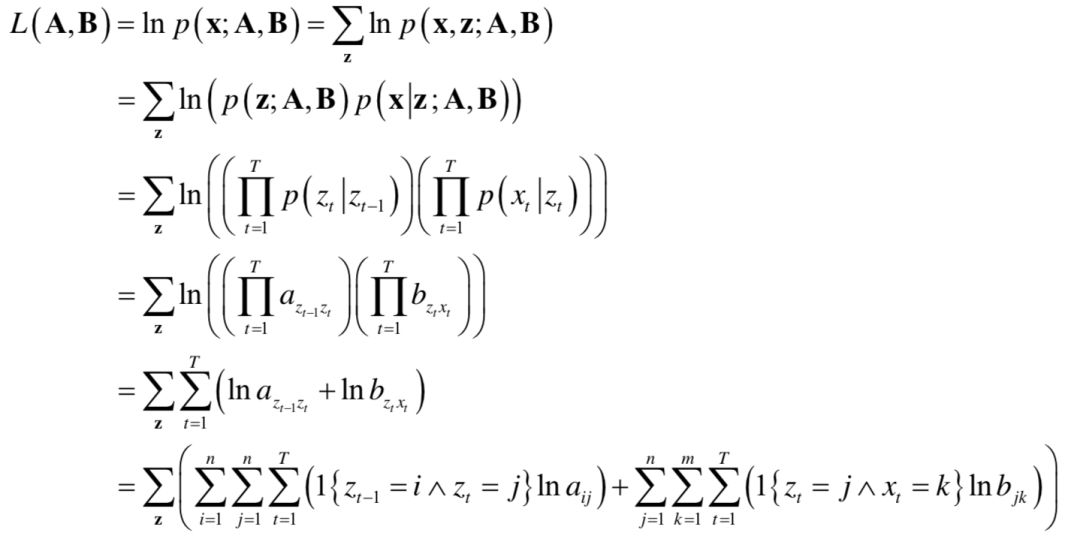 L(A,B) = ln p(x;A,B) = ∑_z ln p(x,z;A,B)
= ∑_z ln(p(z;A,B)p(x|z;A,B))
= ∑_z ln((∏_{t=1}^{T} p(z_t|z_{t−1}))(∏_{t=1}^{T} p(x_t|z_t)))
= ∑_z ln((∏_{t=1}^{T} a_{z_{t−1}z_t})(∏_{t=1}^{T} b_{z_t x_t}))
= ∑_z ∑_{t=1}^{T} (ln a_{z_{t−1}z_t} + ln b_{z_t x_t})
= ∑_z (∑_{i=1}^{n} ∑_{j=1}^{n} ∑_{t=1}^{T} (1{z_{t−1} = i ∧ z_t = j} ln a_{ij}) + ∑_{j=1}^{n} ∑_{k=1}^{m} ∑_{t=1}^{T} (1{z_t = j ∧ x_t = k} ln b_{jk}))